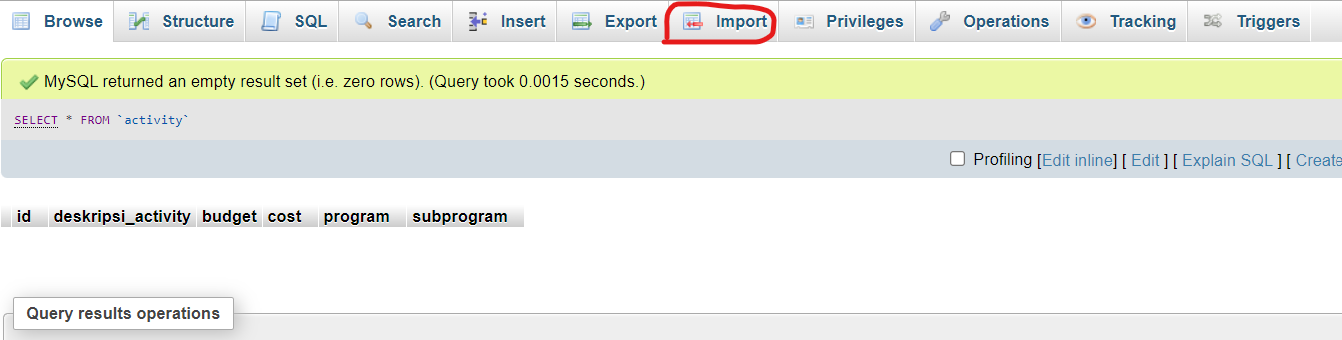 Browse Structure SQL Search Insert Export Import Privileges Operations Tracking Triggers
MySQL returned an empty result set (i.e. zero rows). (Query took 0.0015 seconds.)
SELECT * FROM `activity`
Profiling [Edit inline] [ Edit ] [ Explain SQL ] [ Create
id deskripsi_activity budget cost program subprogram
Query results operations